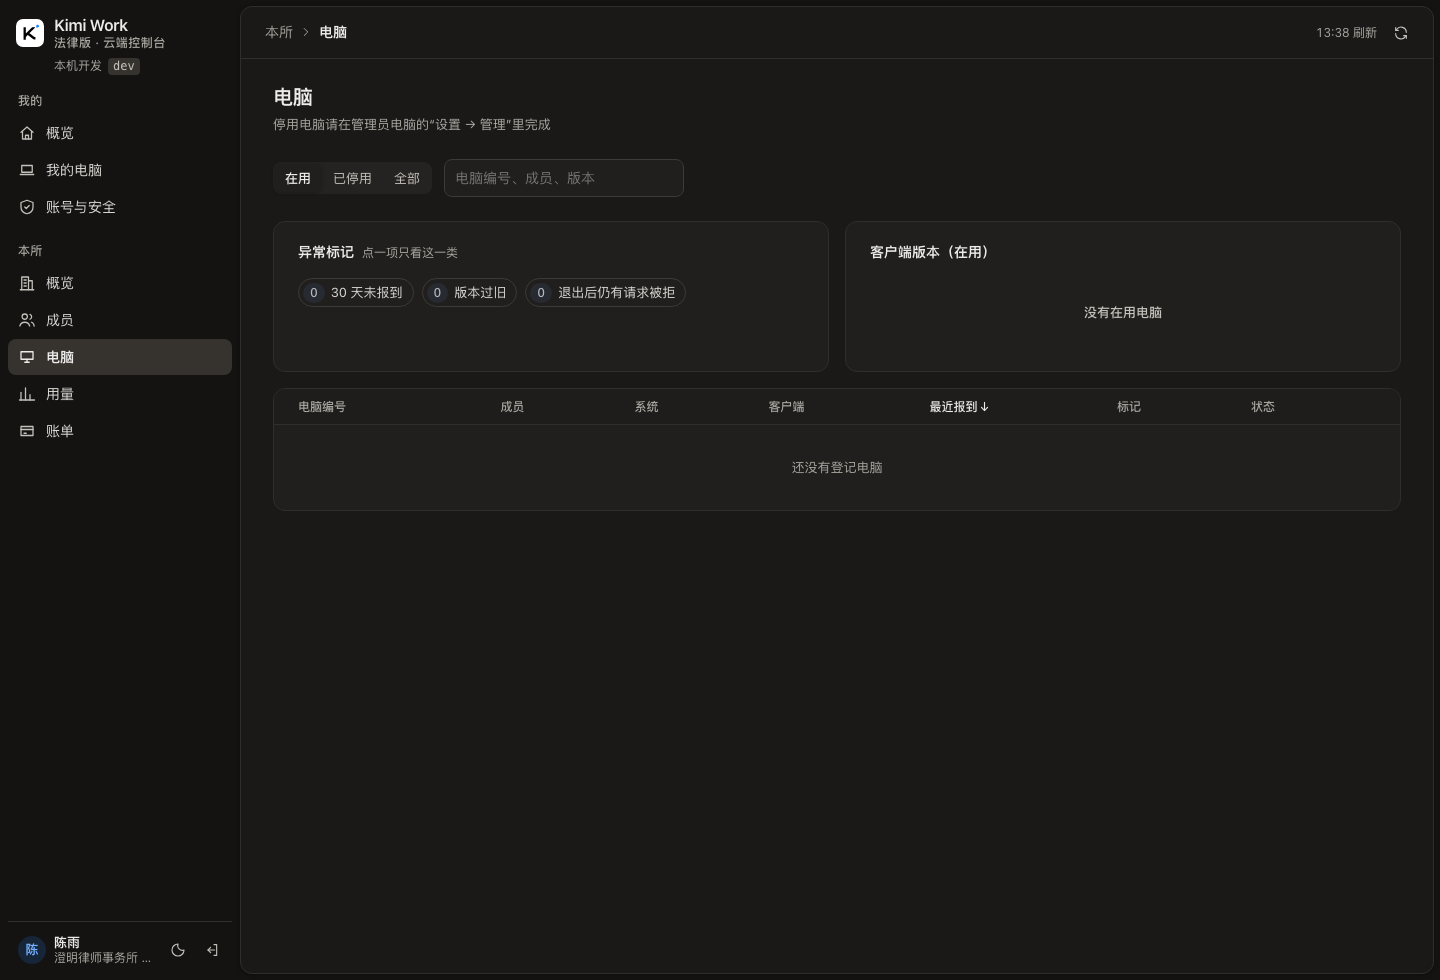 Kimi Work
法律版 · 云端控制台
本机开发 dev
我的
概览
我的电脑
账号与安全
本所
概览
成员
电脑
用量
账单
陈
陈雨
澄明律师事务所 ...
本所 > 电脑
13:38 刷新
电脑
停用电脑请在管理员电脑的“设置 → 管理”里完成
在用 已停用 全部
电脑编号、成员、版本
异常标记 点一项只看这一类
0 30 天未报到
0 版本过旧
0 退出后仍有请求被拒
客户端版本（在用）
没有在用电脑
电脑编号 成员 系统 客户端 最近报到↓ 标记 状态
还没有登记电脑